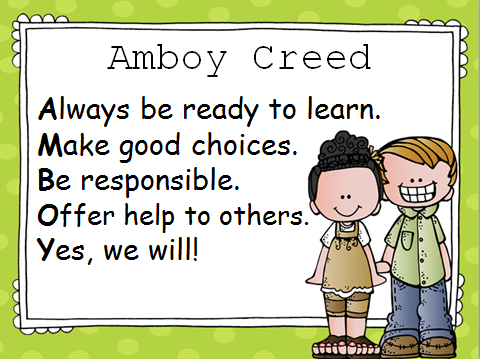 Amboy Creed
Always be ready to learn.
Make good choices.
Be responsible.
Offer help to others.
Yes, we will!